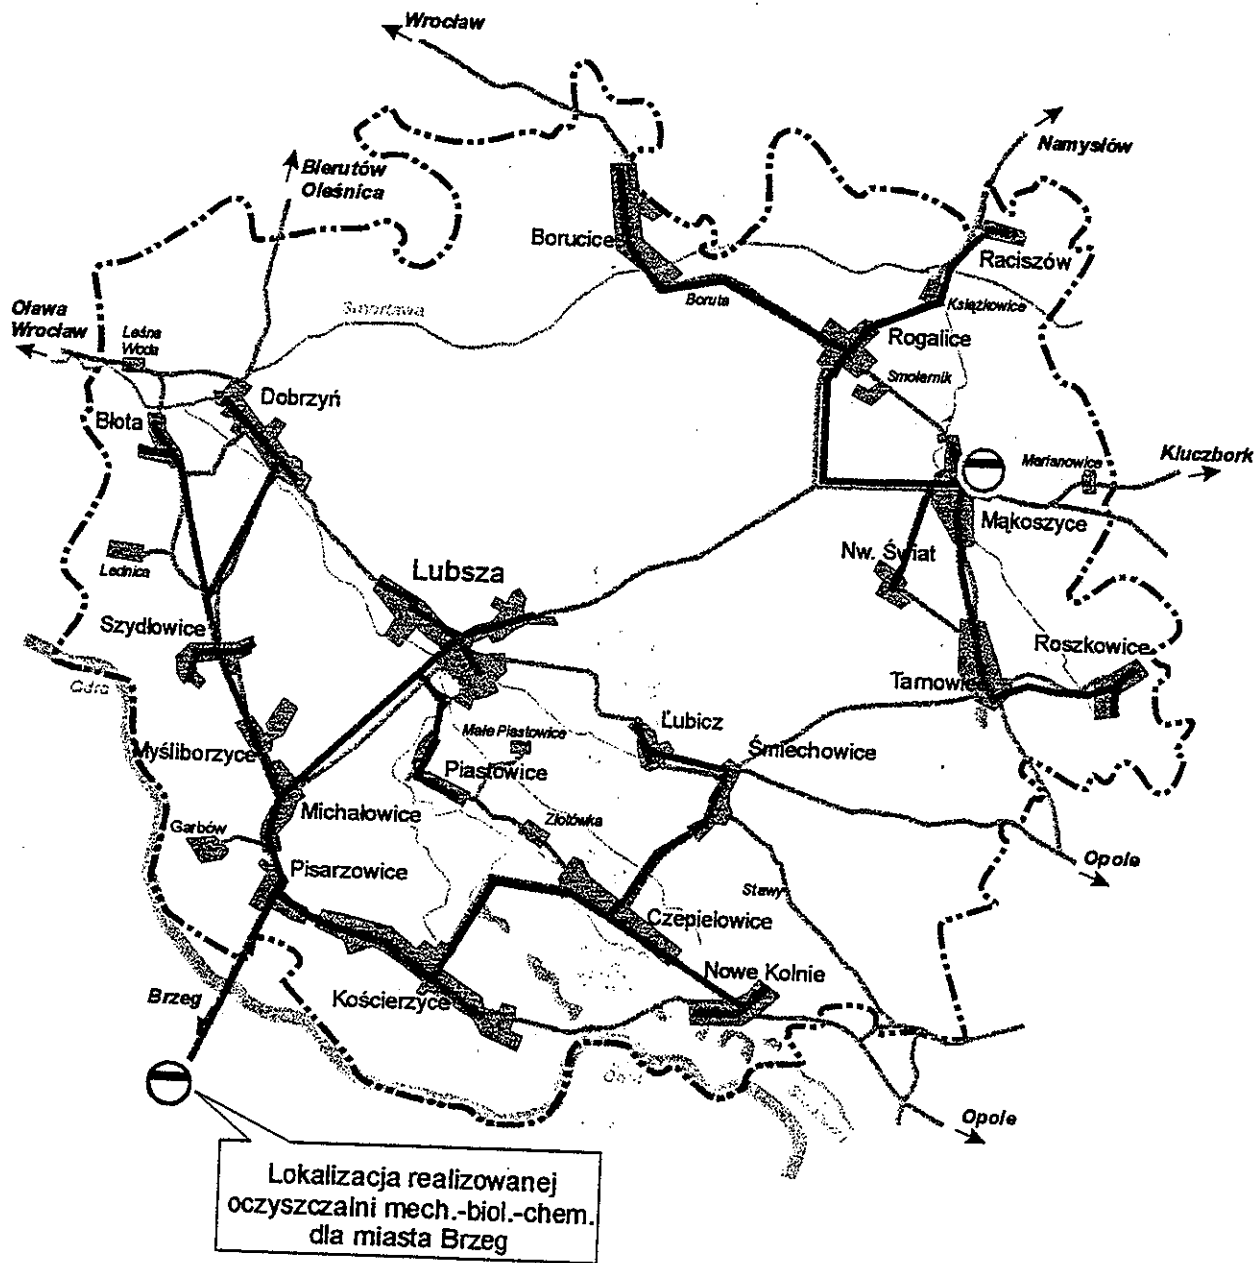 Wrocław
Namysłów
Bierutów
Oleśnica
Borucice
Raciszów
Boruta
Książkowice
Oława
Wrocław
Smortawa
Leśna
Woda
Rogalice
Smolernik
Dobrzyń
Błota
Marianowice
Kluczbork
Mąkoszyce
Nw. Świat
Lednica
Lubsza
Szydłowice
Roszkowice
Odra
Tarnowice
Łubicz
Małe Piastowice
Śmiechowice
Myśliborzyce
Piastowice
Michałowice
Złotówka
Garbów
Opole
Pisarzowice
Stawy
Czepielowice
Nowe Kolnie
Kościerzyce
Brzeg
Opole
Lokalizacja realizowanej
oczyszczalni mech.-biol.-chem.
dla miasta Brzeg